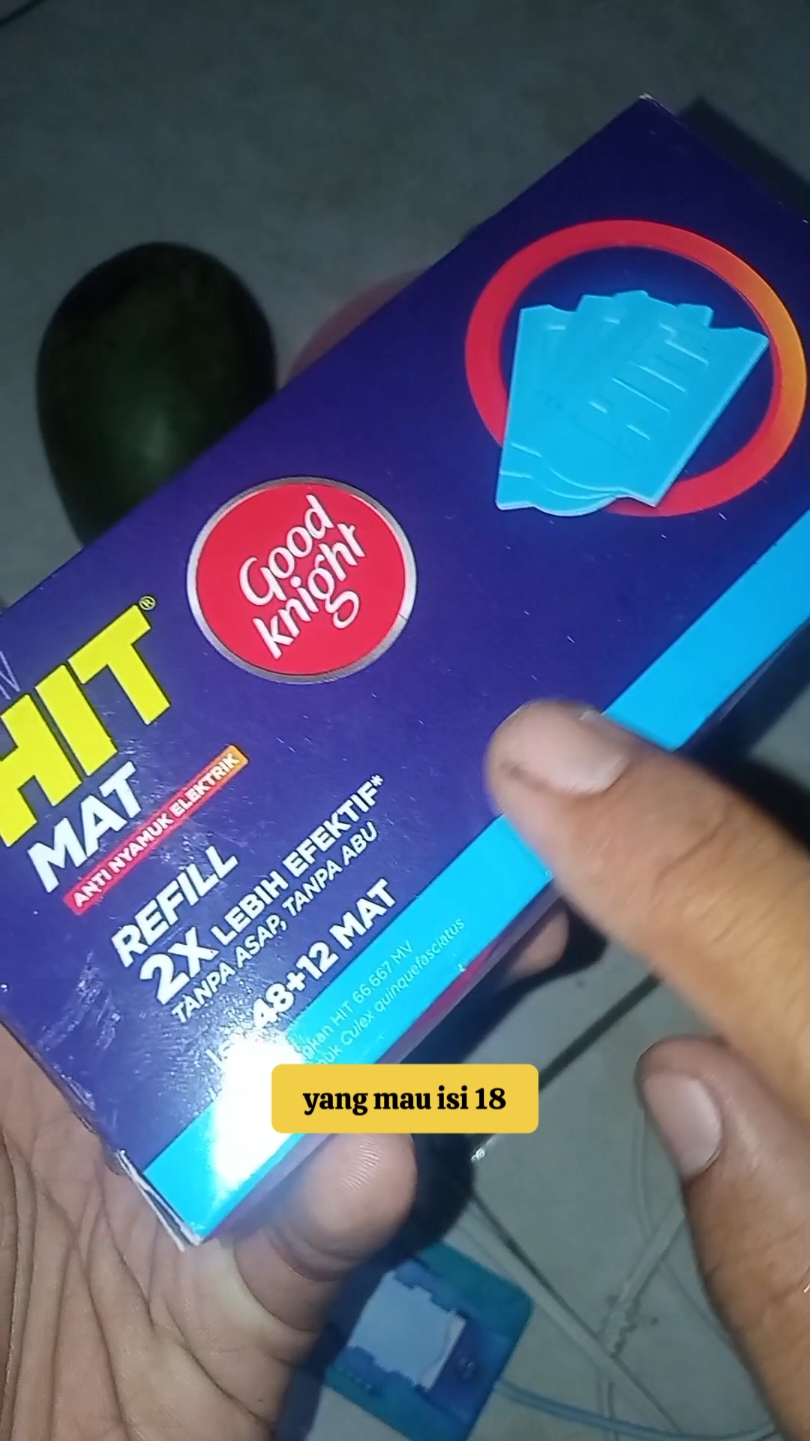 Good
knight
HIT
HIT®
MAT
ANTI NYAMUK ELEKTRIK
REFILL
2X LEBIH EFEKTIF*
TANPA ASAP, TANPA ABU
48+12 MAT
HIT 66.667 MV
Culex quinquefasciatus
yang mau isi 18